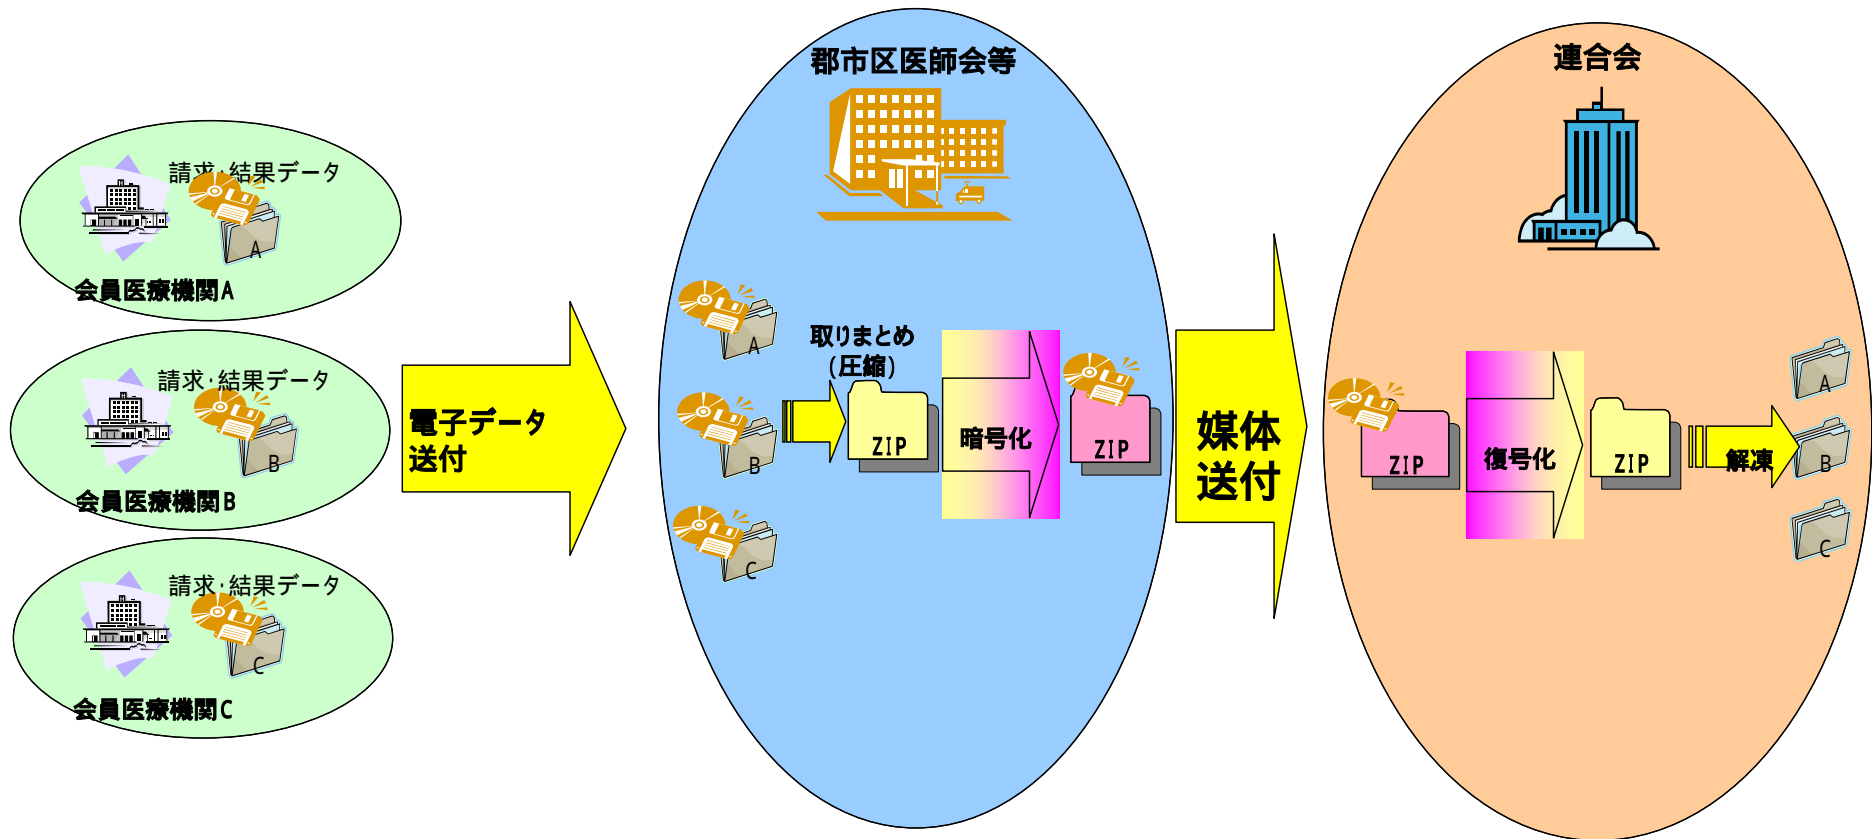 請求・結果データ
A
会員医療機関A
請求・結果データ
B
会員医療機関B
請求・結果データ
C
会員医療機関C
電子データ
送付
郡市区医師会等
A
B
C
取りまとめ
(圧縮)
ZIP
暗号化
ZIP
媒体
送付
連合会
ZIP
復号化
ZIP
解凍
A
B
C